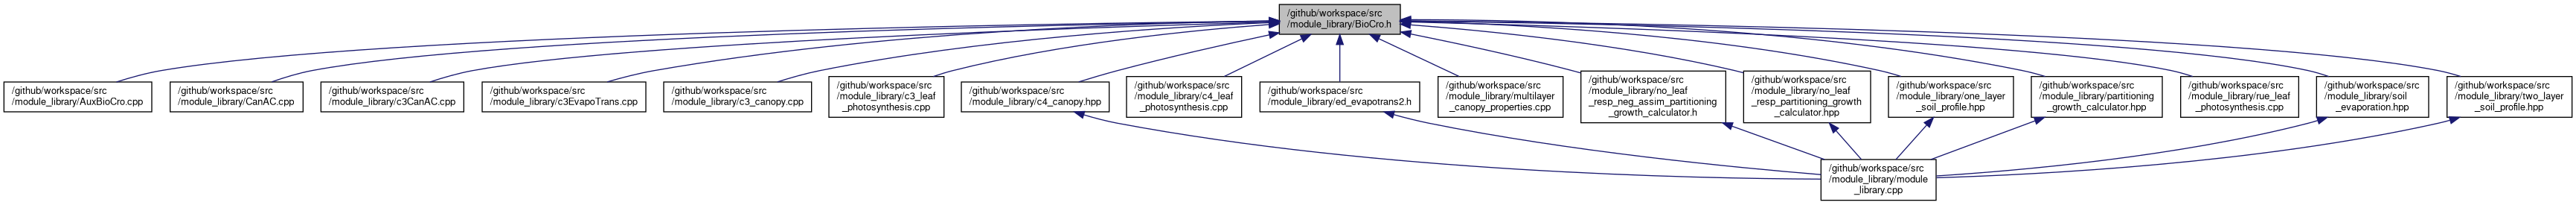 /github/workspace/src
/module_library/BioCro.h
/github/workspace/src
/module_library/AuxBioCro.cpp
/github/workspace/src
/module_library/CanAC.cpp
/github/workspace/src
/module_library/c3CanAC.cpp
/github/workspace/src
/module_library/c3EvapoTrans.cpp
/github/workspace/src
/module_library/c3_canopy.cpp
/github/workspace/src
/module_library/c3_leaf
_photosynthesis.cpp
/github/workspace/src
/module_library/c4_canopy.hpp
/github/workspace/src
/module_library/c4_leaf
_photosynthesis.cpp
/github/workspace/src
/module_library/ed_evapotrans2.h
/github/workspace/src
/module_library/multilayer
_canopy_properties.cpp
/github/workspace/src
/module_library/no_leaf
_resp_neg_assim_partitioning
_growth_calculator.h
/github/workspace/src
/module_library/no_leaf
_resp_partitioning_growth
_calculator.hpp
/github/workspace/src
/module_library/one_layer
_soil_profile.hpp
/github/workspace/src
/module_library/partitioning
_growth_calculator.hpp
/github/workspace/src
/module_library/rue_leaf
_photosynthesis.cpp
/github/workspace/src
/module_library/soil
_evaporation.hpp
/github/workspace/src
/module_library/two_layer
_soil_profile.hpp
/github/workspace/src
/module_library/module
_library.cpp